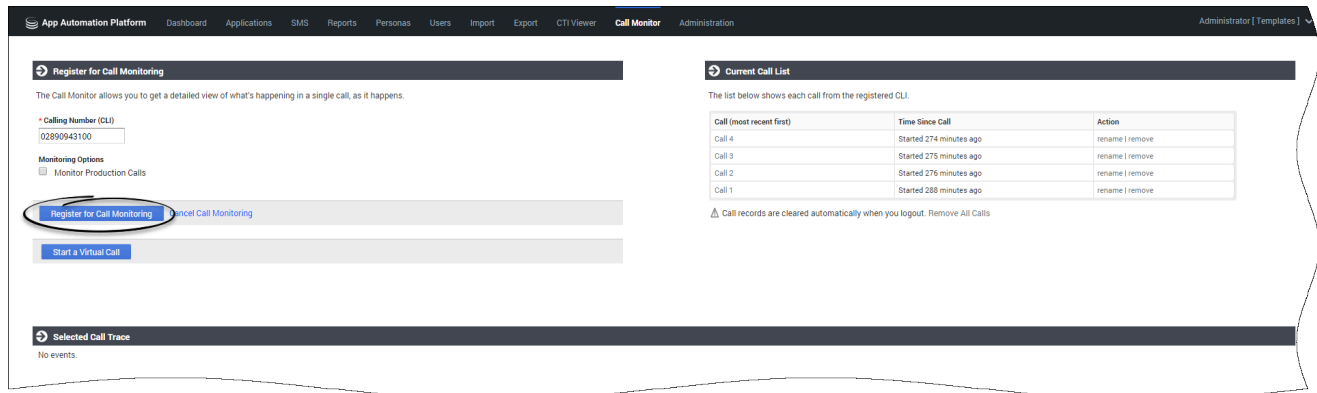 App Automation Platform Dashboard Applications SMS Reports Personas Users Import Export CTI Viewer Call Monitor Administration Administrator [ Templates ]
Register for Call Monitoring
The Call Monitor allows you to get a detailed view of what's happening in a single call, as it happens.
* Calling Number (CLI)
02890943100
Monitoring Options
Monitor Production Calls
Register for Call Monitoring Cancel Call Monitoring
Start a Virtual Call
Current Call List
The list below shows each call from the registered CLI.
Call (most recent first) Time Since Call Action
Call 4 Started 274 minutes ago rename | remove
Call 3 Started 275 minutes ago rename | remove
Call 2 Started 276 minutes ago rename | remove
Call 1 Started 288 minutes ago rename | remove
Call records are cleared automatically when you logout. Remove All Calls
Selected Call Trace
No events.